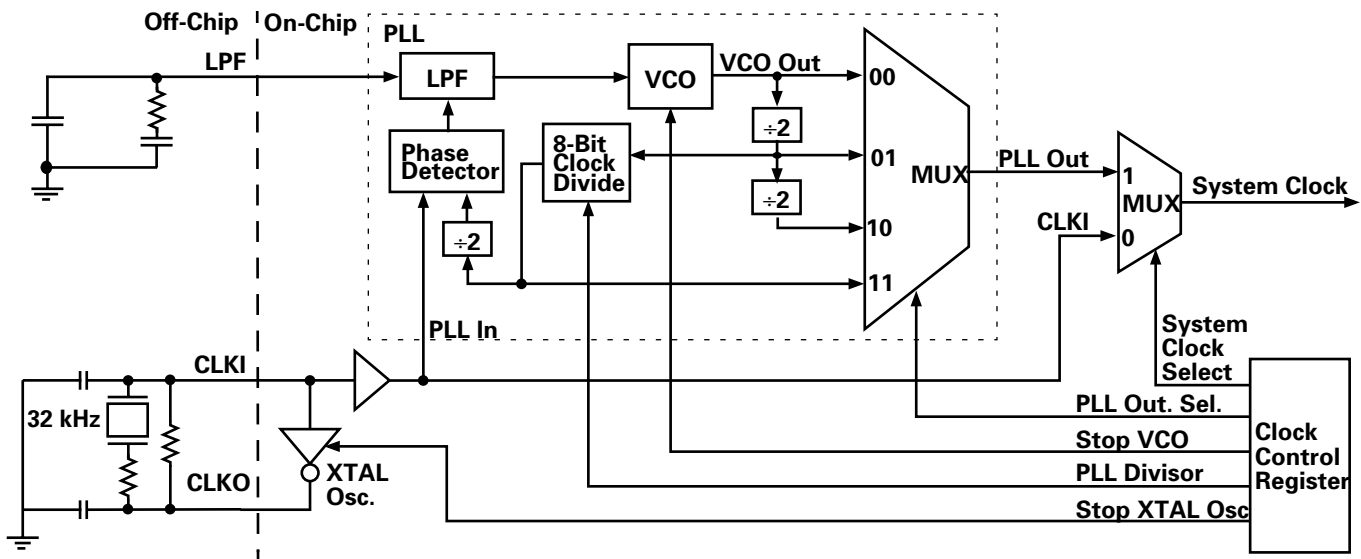 Off-Chip
On-Chip
PLL
LPF
LPF
VCO
VCO Out
00
÷2
Phase
Detector
8-Bit
Clock
Divide
01
MUX
PLL Out
1
System Clock
÷2
MUX
÷2
10
CLKI
0
11
PLL In
System
Clock
Select
CLKI
32 kHz
PLL Out. Sel.
Stop VCO
Clock
Control
Register
CLKO
XTAL
Osc.
PLL Divisor
Stop XTAL Osc